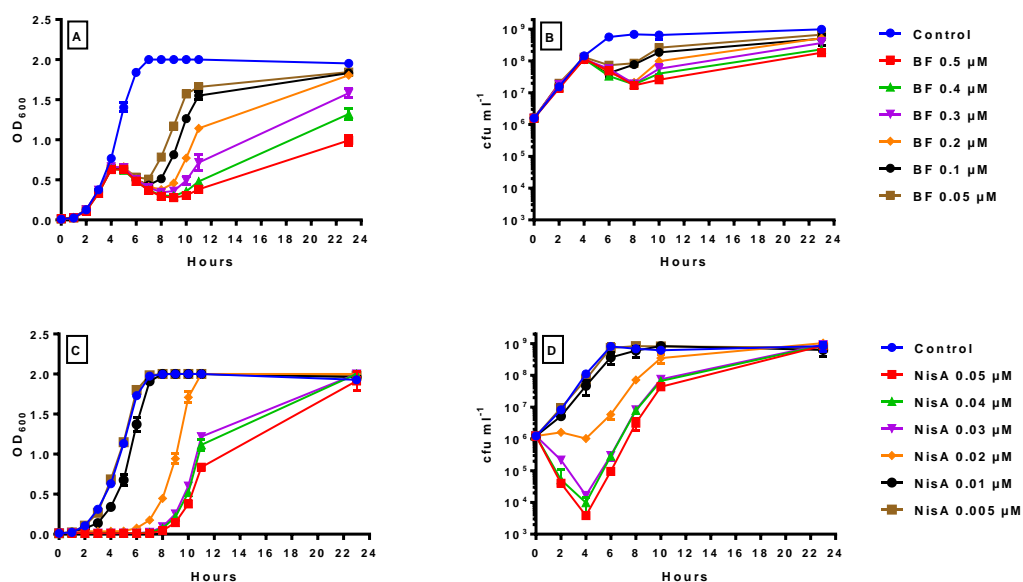 A
2.5
2.0
1.5
1.0
0.5
0.0
OD600
0 2 4 6 8 10 12 14 16 18 20 22 24
Hours
B
10^9
10^8
10^7
10^6
10^5
10^4
10^3
cfu ml^-1
0 2 4 6 8 10 12 14 16 18 20 22 24
Hours
Control
BF 0.5 µM
BF 0.4 µM
BF 0.3 µM
BF 0.2 µM
BF 0.1 µM
BF 0.05 µM
C
2.5
2.0
1.5
1.0
0.5
0.0
OD600
0 2 4 6 8 10 12 14 16 18 20 22 24
Hours
D
10^9
10^8
10^7
10^6
10^5
10^4
10^3
cfu ml^-1
0 2 4 6 8 10 12 14 16 18 20 22 24
Hours
Control
NisA 0.05 µM
NisA 0.04 µM
NisA 0.03 µM
NisA 0.02 µM
NisA 0.01 µM
NisA 0.005 µM